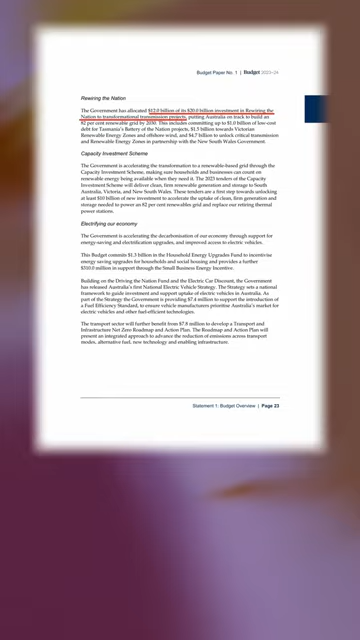 Budget Paper No. 1 | Budget 2023–24
Rewiring the Nation
The Government has allocated $12.0 billion of its $20.0 billion investment in Rewiring the
Nation to transformational transmission projects, putting Australia on track to build an
82 per cent renewable grid by 2030. This includes committing up to $1.0 billion of low-cost
debt for Tasmania's Battery of the Nation projects, $1.5 billion towards Victorian
Renewable Energy Zones and offshore wind, and $4.7 billion to unlock critical transmission
and Renewable Energy Zones in partnership with the New South Wales Government.
Capacity Investment Scheme
The Government is accelerating the transformation to a renewable-based grid through the
Capacity Investment Scheme, making sure households and businesses can count on
renewable energy being available when they need it. The 2023 tenders of the Capacity
Investment Scheme will deliver clean, firm renewable generation and storage to South
Australia, Victoria, and New South Wales. These tenders are a first step towards unlocking
at least $10 billion of new investment to accelerate the uptake of clean, firm generation and
storage needed to power an 82 per cent renewables grid and replace our retiring thermal
power stations.
Electrifying our economy
The Government is accelerating the decarbonisation of our economy through support for
energy-saving and electrification upgrades, and improved access to electric vehicles.
This Budget commits $1.3 billion in the Household Energy Upgrades Fund to incentivise
energy saving upgrades for households and social housing and provides a further
$310.0 million in support through the Small Business Energy Incentive.
Building on the Driving the Nation Fund and the Electric Car Discount, the Government
has released Australia's first National Electric Vehicle Strategy. The Strategy sets a national
framework to guide investment and support uptake of electric vehicles in Australia. As
part of the Strategy the Government is providing $7.4 million to support the introduction of
a Fuel Efficiency Standard, to ensure vehicle manufacturers prioritise Australia's market for
electric vehicles and other fuel-efficient technologies.
The transport sector will further benefit from $7.8 million to develop a Transport and
Infrastructure Net Zero Roadmap and Action Plan. The Roadmap and Action Plan will
present an integrated approach to advance the reduction of emissions across transport
modes, alternative fuel, new technology and enabling infrastructure.
Statement 1: Budget Overview | Page 23